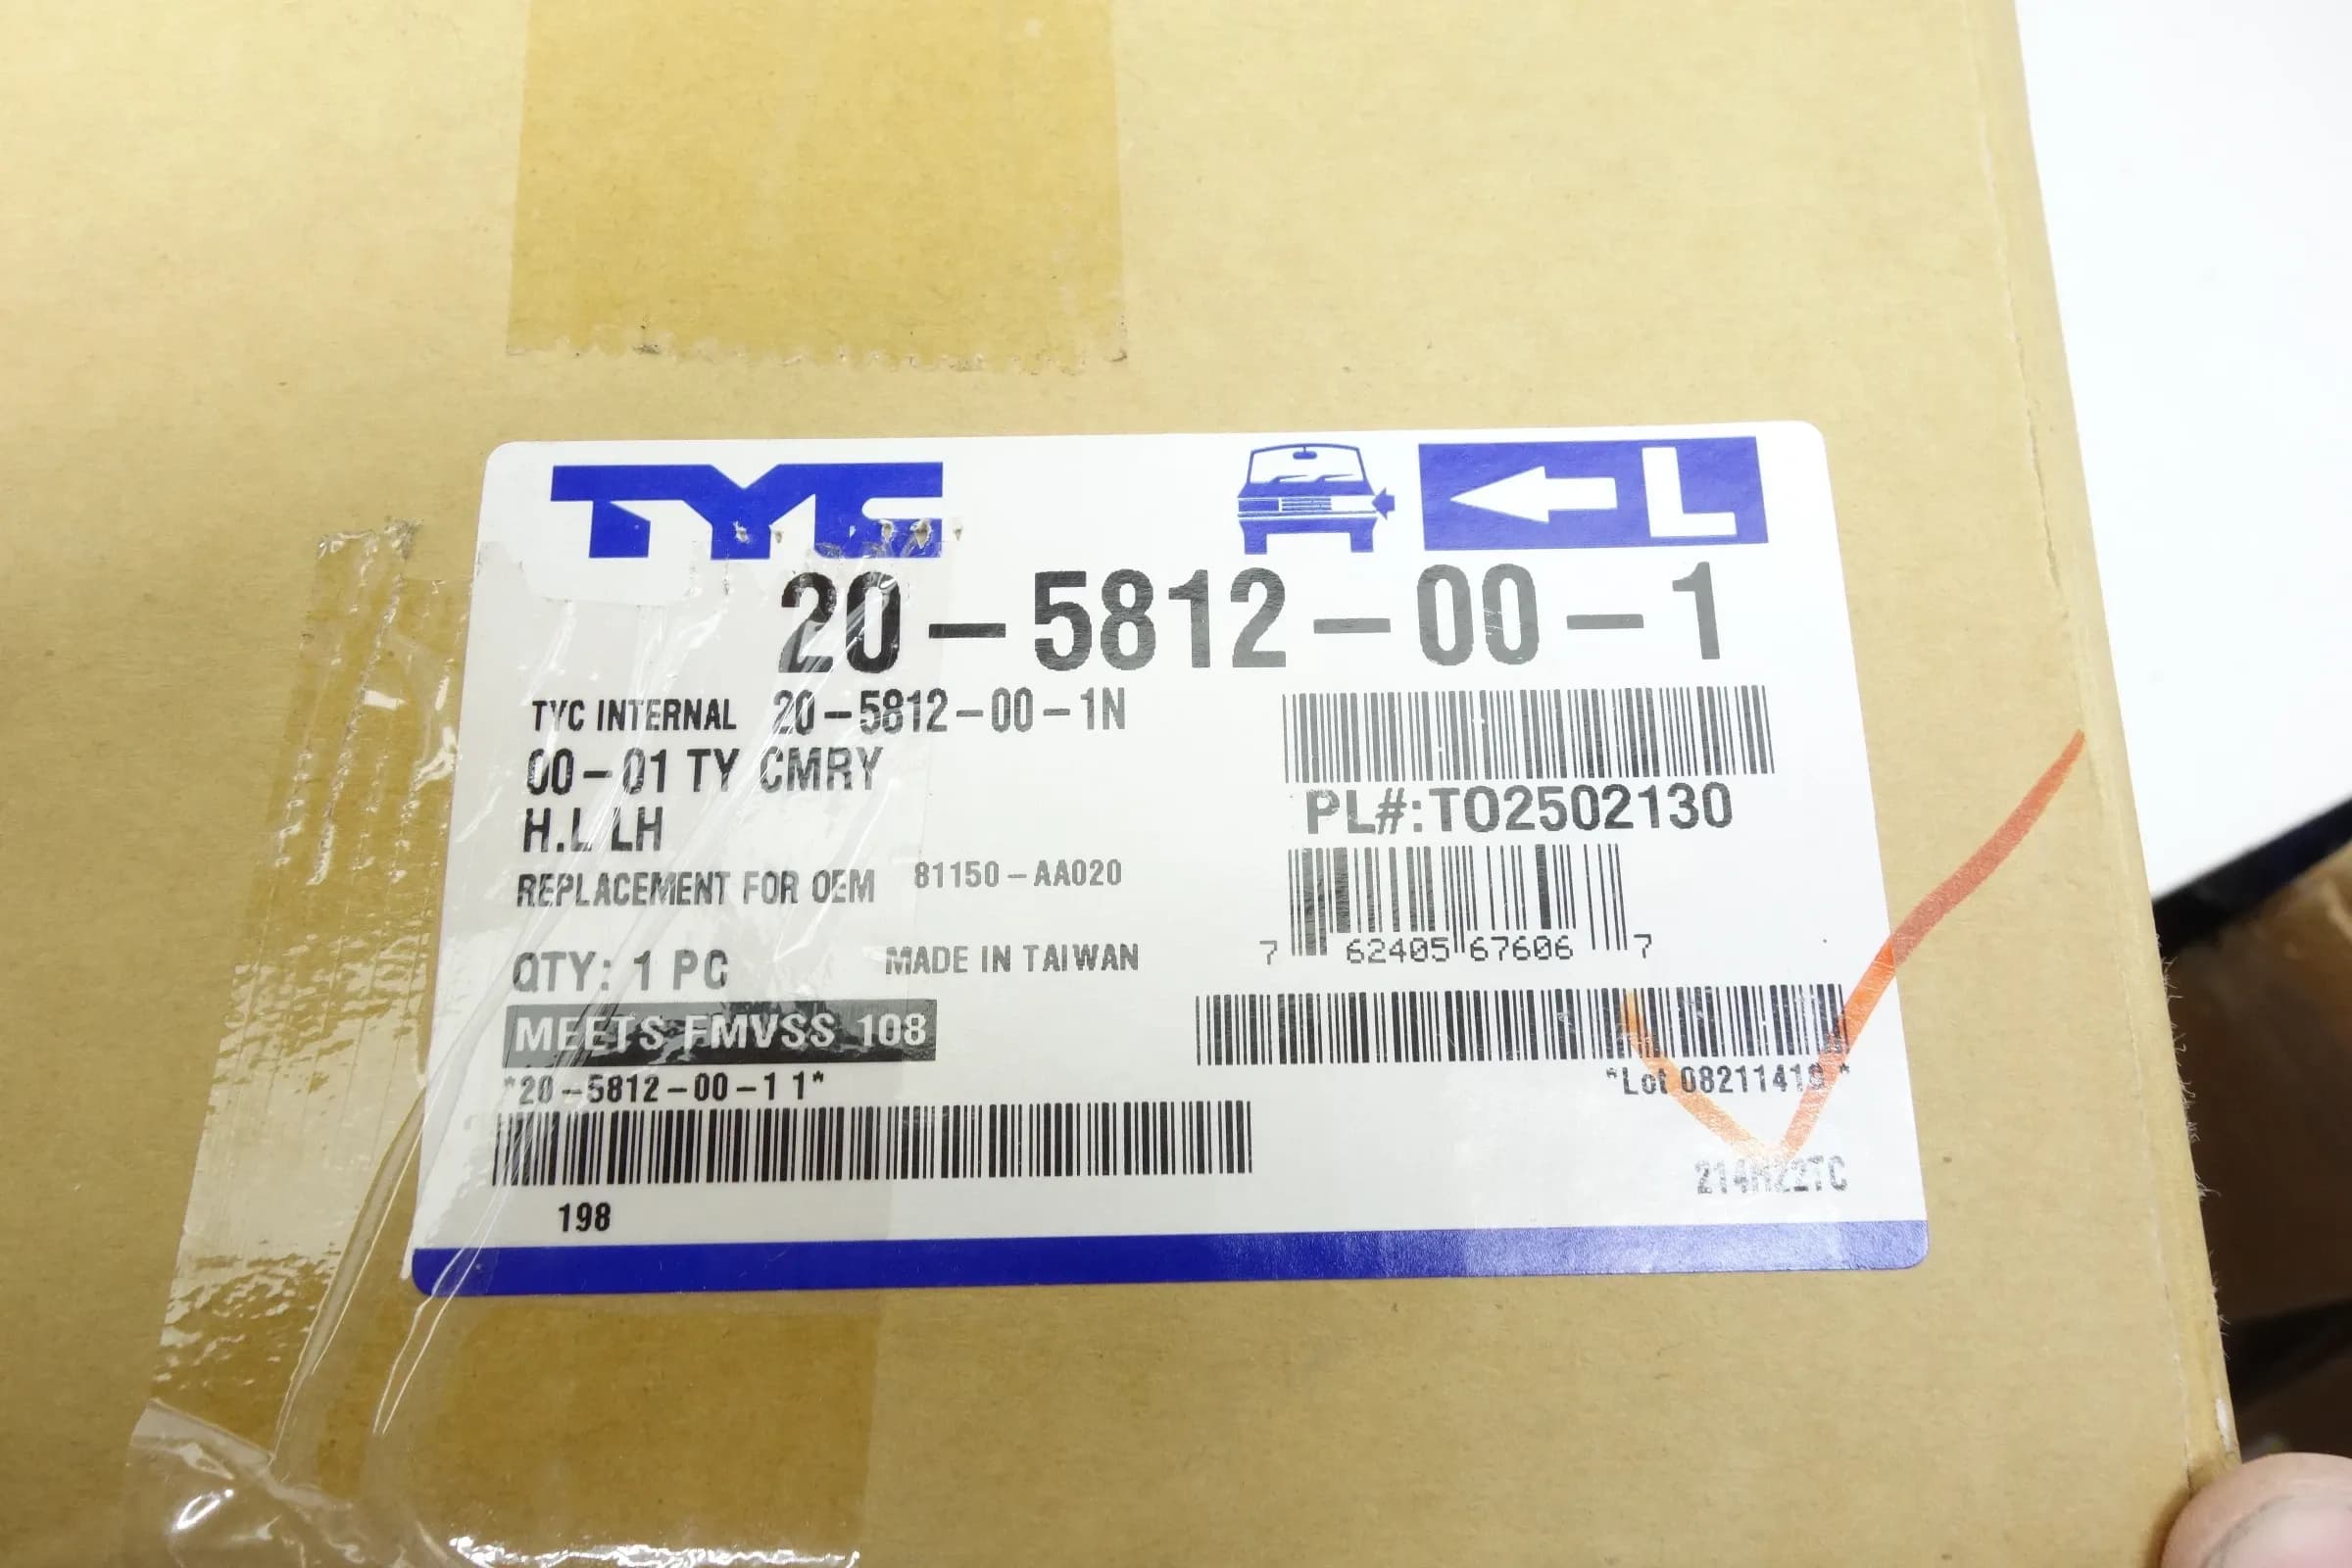 TYC
L
20-5812-00-1
TYC INTERNAL 20-5812-00-1N
00-01 TY CMRY
H.L LH
PL#:TO2502130
REPLACEMENT FOR OEM 81150-AA020
7 62405 67606 7
QTY: 1 PC MADE IN TAIWAN
MEETS FMVSS 108
*20-5812-00-1 1*
*Lot
198